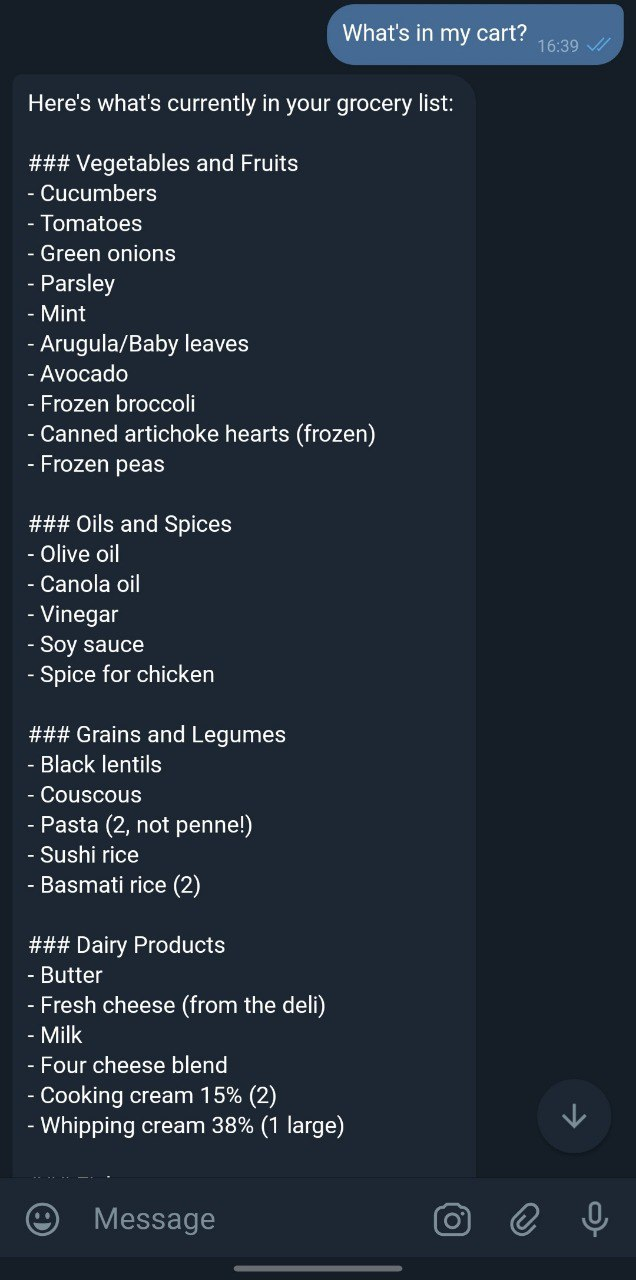 What's in my cart?
16:39
Here's what's currently in your grocery list:
### Vegetables and Fruits
- Cucumbers
- Tomatoes
- Green onions
- Parsley
- Mint
- Arugula/Baby leaves
- Avocado
- Frozen broccoli
- Canned artichoke hearts (frozen)
- Frozen peas
### Oils and Spices
- Olive oil
- Canola oil
- Vinegar
- Soy sauce
- Spice for chicken
### Grains and Legumes
- Black lentils
- Couscous
- Pasta (2, not penne!)
- Sushi rice
- Basmati rice (2)
### Dairy Products
- Butter
- Fresh cheese (from the deli)
- Milk
- Four cheese blend
- Cooking cream 15% (2)
- Whipping cream 38% (1 large)
Message